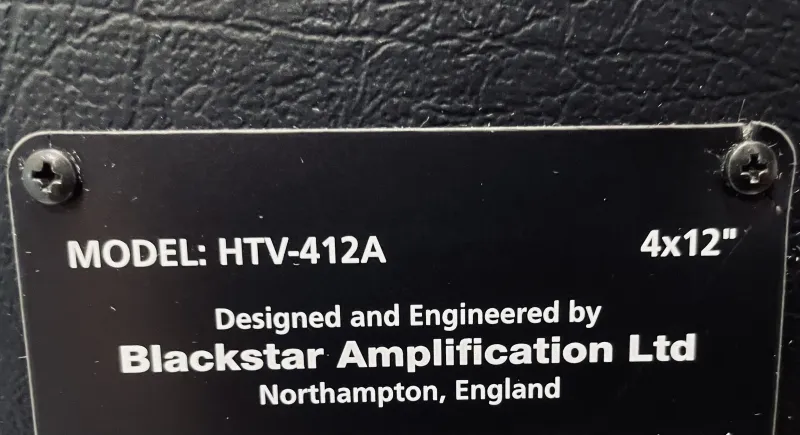 MODEL: HTV-412A 4x12"
Designed and Engineered by
Blackstar Amplification Ltd
Northampton, England